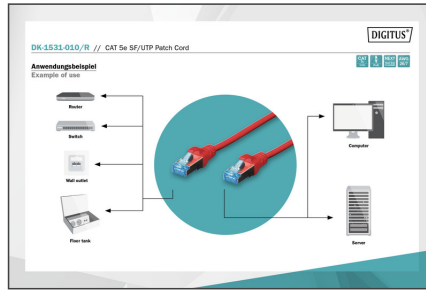 DIGITUS®
DK-1531-010/R // CAT 5e SF/UTP Patch Cord
Anwendungsbeispiel
Example of use
Router
Switch
Wall outlet
Floor tank
Computer
Server